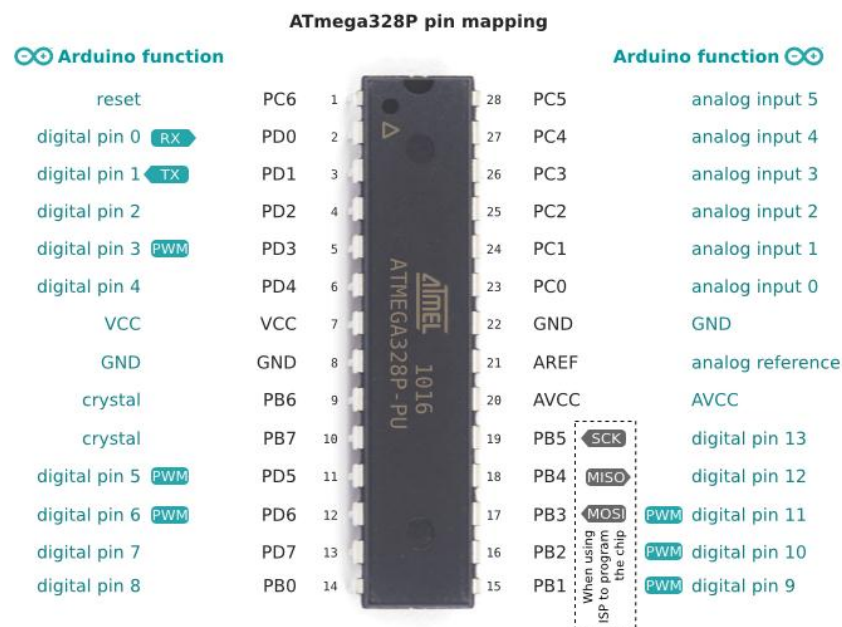 ATmega328P pin mapping
Arduino function Arduino function
reset PC6 1 28 PC5 analog input 5
digital pin 0 RX PD0 2 27 PC4 analog input 4
digital pin 1 TX PD1 3 26 PC3 analog input 3
digital pin 2 PD2 4 25 PC2 analog input 2
digital pin 3 PWM PD3 5 24 PC1 analog input 1
digital pin 4 PD4 6 23 PC0 analog input 0
VCC VCC 7 22 GND GND
GND GND 8 21 AREF analog reference
crystal PB6 9 20 AVCC AVCC
crystal PB7 10 19 PB5 SCK digital pin 13
digital pin 5 PWM PD5 11 18 PB4 MISO digital pin 12
digital pin 6 PWM PD6 12 17 PB3 MOSI PWM digital pin 11
digital pin 7 PD7 13 16 PB2 PWM digital pin 10
digital pin 8 PB0 14 15 PB1 PWM digital pin 9
When using
ISP to program
the chip
ATMEL 1016
ATMEGA328P-PU